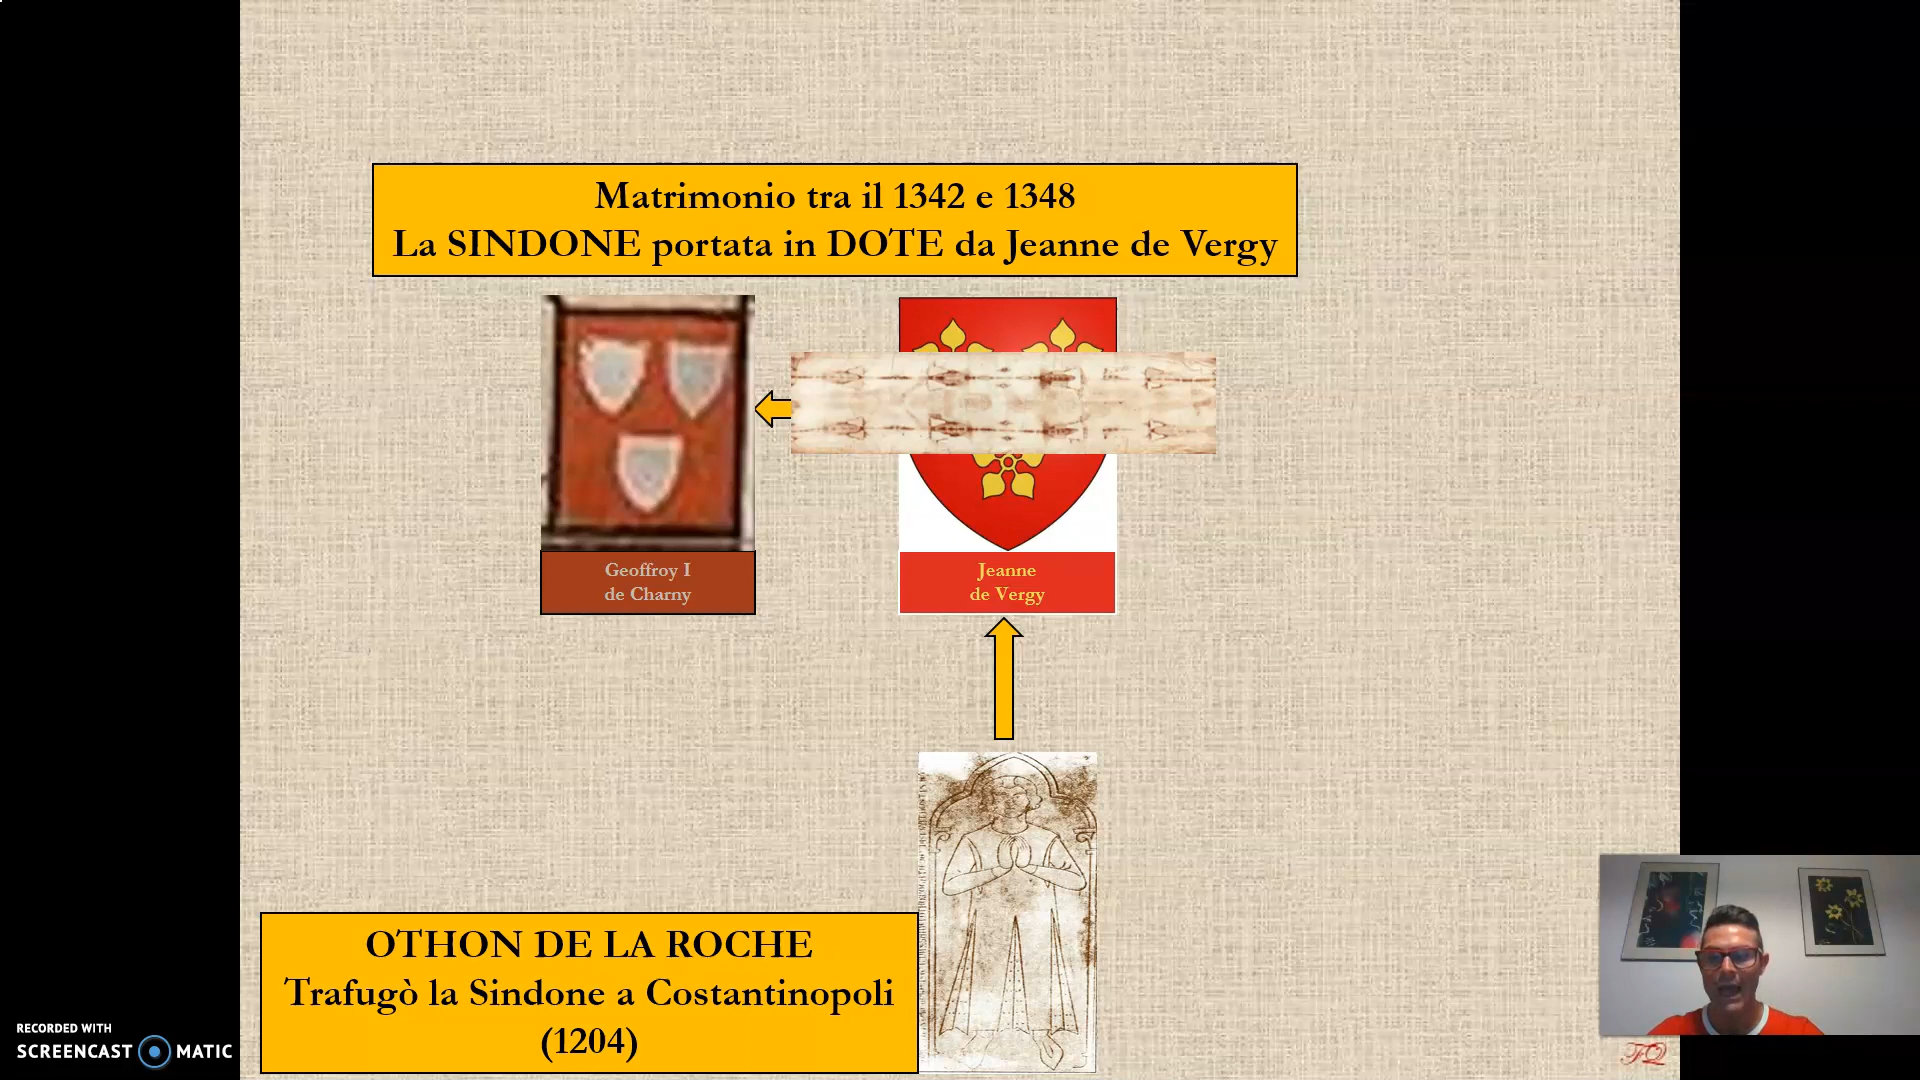 Matrimonio tra il 1342 e 1348
La SINDONE portata in DOTE da Jeanne de Vergy
Geoffroy I
de Charny
Jeanne
de Vergy
OTHON DE LA ROCHE
Trafugò la Sindone a Costantinopoli
(1204)
RECORDED WITH
SCREENCAST MATIC
FQ